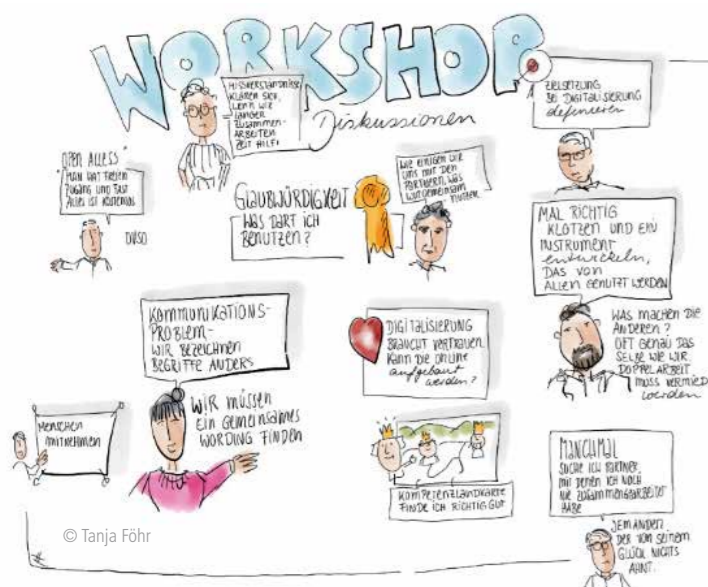 WORKSHOP
Diskussionen
MISSVERSTÄNDNISSE
KLÄREN SICH,
WENN WIR
LÄNGER
ZUSAMMEN-
ARBEITEN
ZEIT HILFT
ZIELSETZUNG
BEI DIGITALISIERUNG
definieren
"OPEN ACCESS"
MAN HAT FREIEN
ZUGANG UND FAST
ALLES IST KOSTENLOS
GLAUBWÜRDIGKEIT
WAS DARF ICH
BENUTZEN?
WIE EINIGEN WIR
UNS MIT DEN
PARTNERN, WAS
WIR GEMEINSAM
NUTZEN
MAL RICHTIG
KLOTZEN UND EIN
INSTRUMENT
entwickeln,
DAS VON
ALLEN GENUTZT WERDEN
WAS MACHEN DIE
ANDEREN?
OFT GENAU DAS
SELBE WIE WIR.
DOPPELARBEIT
MUSS VERMIED
werden
KOMMUNIKATIONS-
PROBLEM-
WIR BEZEICHNEN
BEGRIFFE ANDERS
WIR MÜSSEN
EIN GEMEINSAMES
WORDING FINDEN
DIGITALISIERUNG
BRAUCHT VERTRAUEN
KANN DIE ONLINE
aufgebaut
werden?
MENSCHEN
MITNEHMEN
KOMPETENZLANDKARTE
FINDE ICH RICHTIG GUT
MANCHMAL
SUCHE ICH PARTNER,
MIT DENEN ICH NOCH
NIE ZUSAMMENGEARBEITET
HABE
JEMANDEN
DER VON SEINEM
GLÜCK NICHTS
AHNT.
© Tanja Föhr